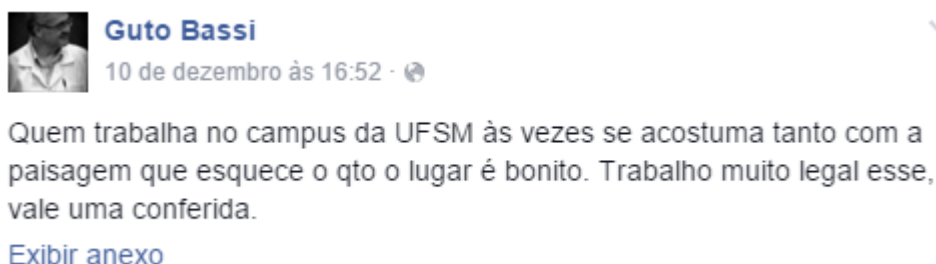 Guto Bassi
10 de dezembro às 16:52 ·
Quem trabalha no campus da UFSM às vezes se acostuma tanto com a
paisagem que esquece o qto o lugar é bonito. Trabalho muito legal esse,
vale uma conferida.
Exibir anexo